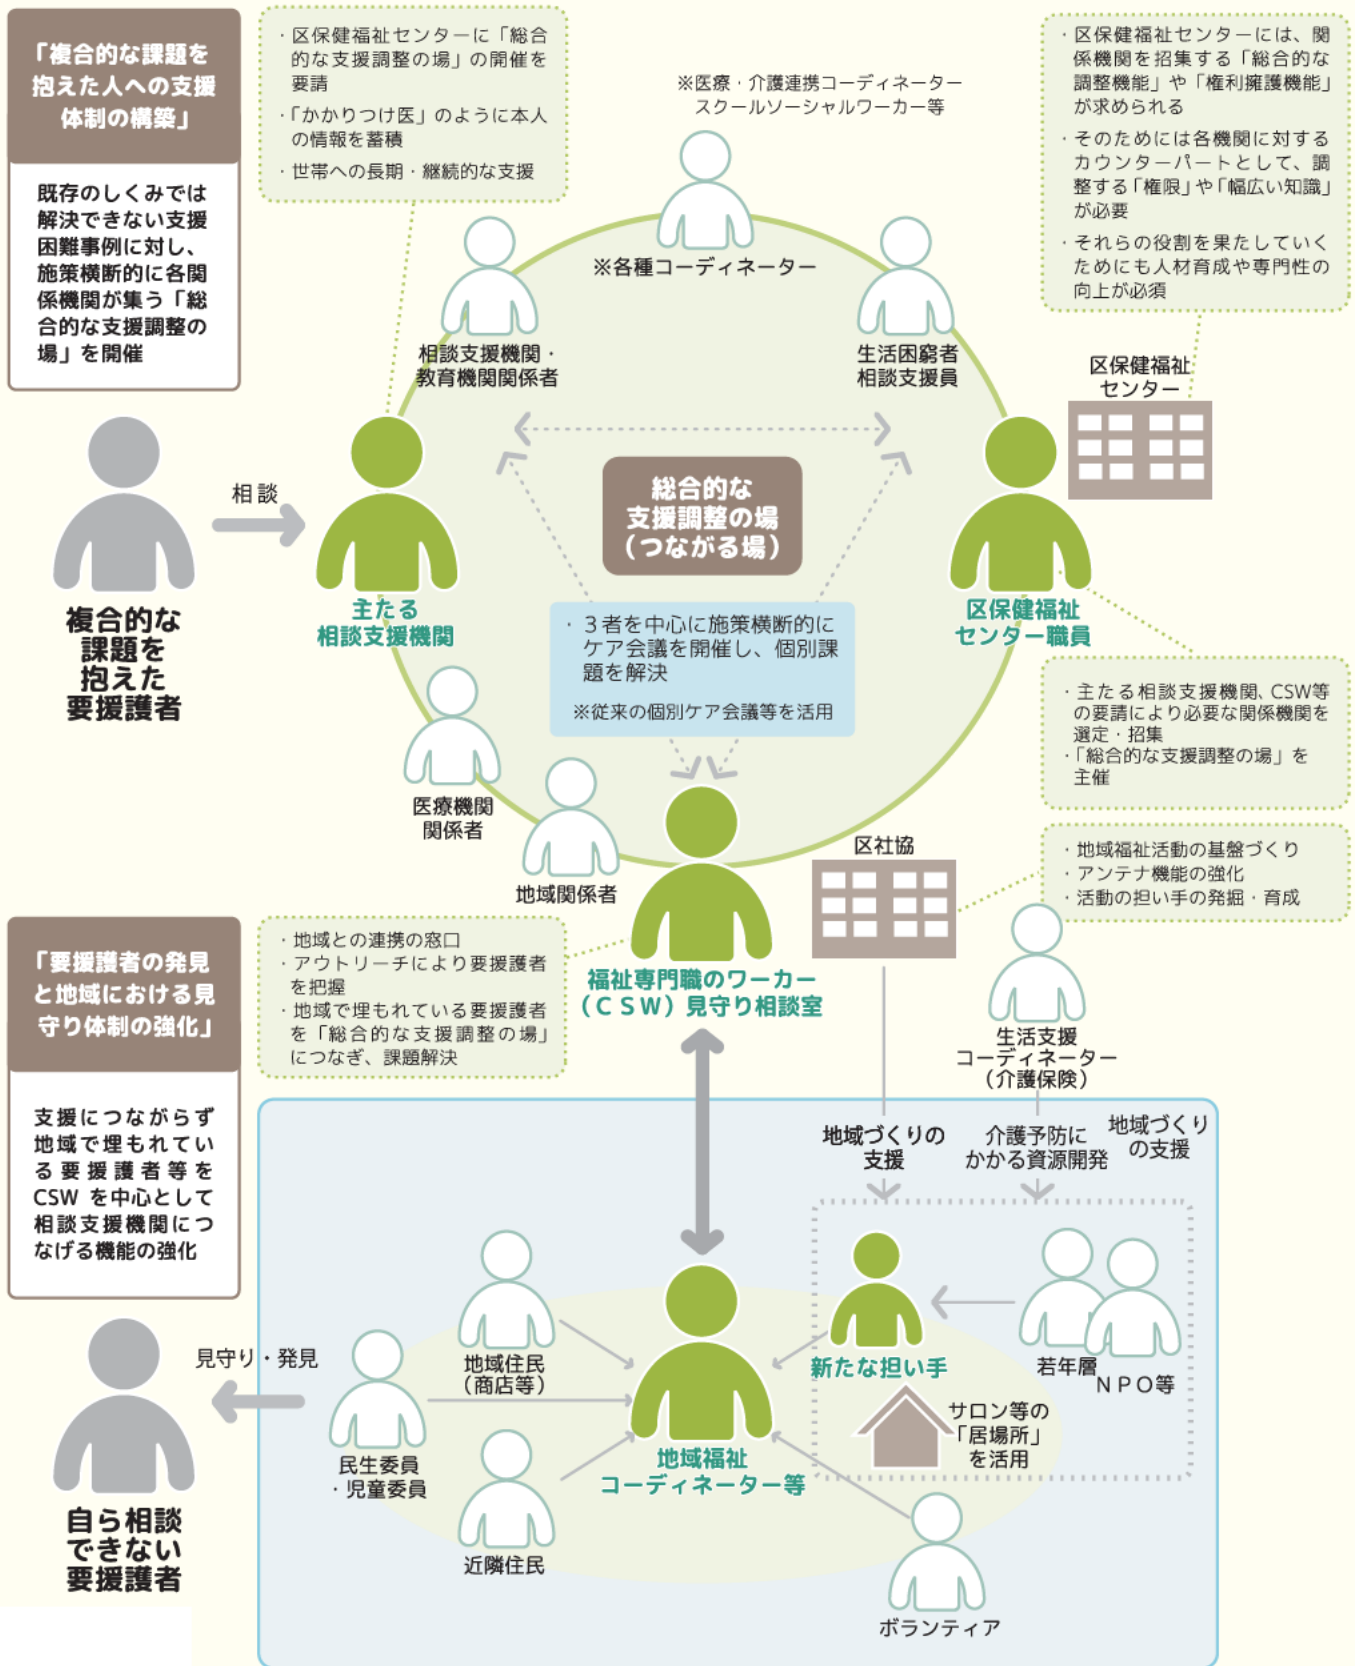 「複合的な課題を
抱えた人への支援
体制の構築」
既存のしくみでは
解決できない支援
困難事例に対し、
施策横断的に各関
係機関が集う「総
合的な支援調整の
場」を開催
・区保健福祉センターに「総合
的な支援調整の場」の開催を
要請
・「かかりつけ医」のように本人
の情報を蓄積
・世帯への長期・継続的な支援
※医療・介護連携コーディネーター
スクールソーシャルワーカー等
・区保健福祉センターには、関
係機関を招集する「総合的な
調整機能」や「権利擁護機能」
が求められる
・そのためには各機関に対する
カウンターパートとして、調
整する「権限」や「幅広い知識」
が必要
・それらの役割を果たしていく
ためにも人材育成や専門性の
向上が必須
※各種コーディネーター
相談支援機関・
教育機関関係者
生活困窮者
相談支援員
区保健福祉
センター
相談
複合的な
課題を
抱えた
要援護者
主たる
相談支援機関
総合的な
支援調整の場
（つながる場）
区保健福祉
センター職員
・３者を中心に施策横断的に
ケア会議を開催し、個別課
題を解決
※従来の個別ケア会議等を活用
・主たる相談支援機関、CSW等
の要請により必要な関係機関を
選定・招集
・「総合的な支援調整の場」を
主催
医療機関
関係者
地域関係者
区社協
・地域福祉活動の基盤づくり
・アンテナ機能の強化
・活動の担い手の発掘・育成
「要援護者の発見
と地域における見
守り体制の強化」
支援につながらず
地域で埋もれてい
る要援護者等を
CSW を中心として
相談支援機関につ
なげる機能の強化
・地域との連携の窓口
・アウトリーチにより要援護者
を把握
・地域で埋もれている要援護者
を「総合的な支援調整の場」
につなぎ、課題解決
福祉専門職のワーカー
（ＣＳＷ）見守り相談室
生活支援
コーディネーター
（介護保険）
地域づくりの
支援
介護予防に
かかる資源開発
地域づくり
の支援
見守り・発見
自ら相談
できない
要援護者
地域住民
（商店等）
民生委員
・児童委員
近隣住民
地域福祉
コーディネーター等
新たな担い手
若年層
ＮＰＯ等
サロン等の
「居場所」
を活用
ボランティア